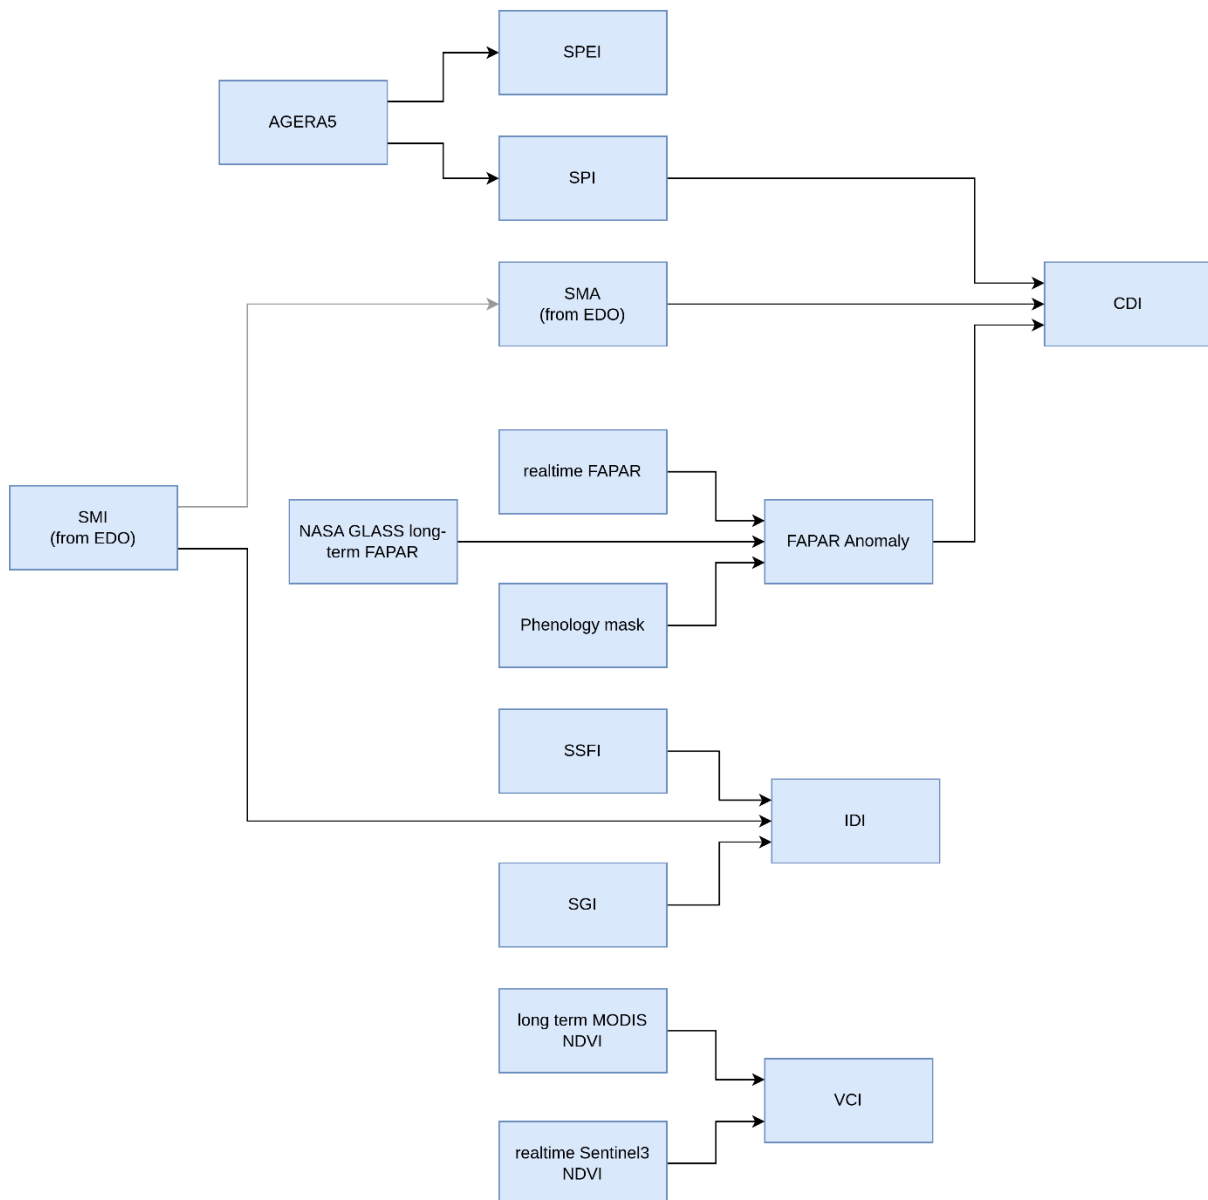 SPEI
AGERA5
SPI
SMA
(from EDO)
CDI
realtime FAPAR
SMI
(from EDO)
NASA GLASS long-
term FAPAR
FAPAR Anomaly
Phenology mask
SSFI
IDI
SGI
long term MODIS
NDVI
VCI
realtime Sentinel3
NDVI